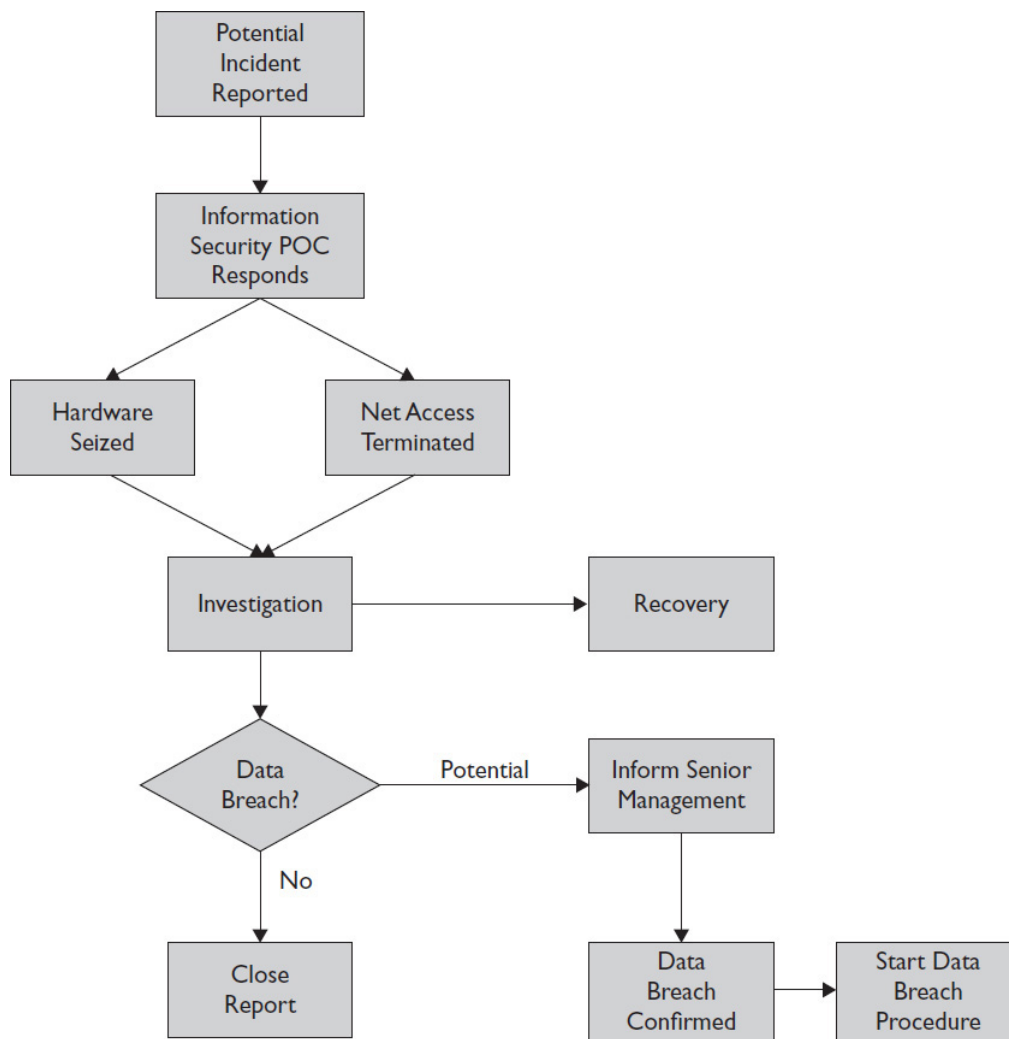 Potential
Incident
Reported
Information
Security POC
Responds
Hardware
Seized
Net Access
Terminated
Investigation
Recovery
Data
Breach?
Potential
Inform Senior
Management
No
Close
Report
Data
Breach
Confirmed
Start Data
Breach
Procedure